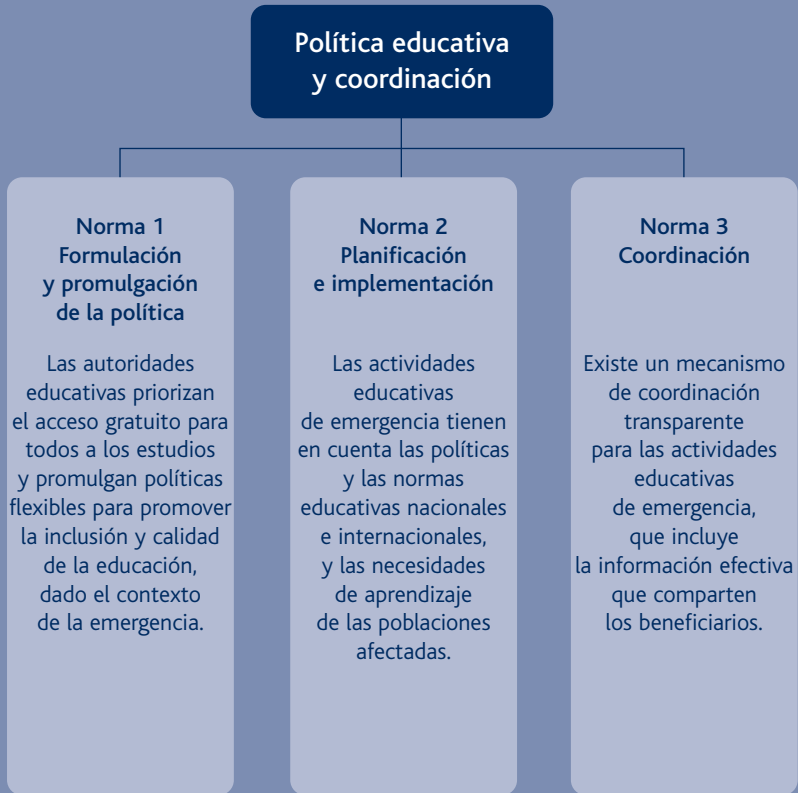 Política educativa
y coordinación
Norma 1
Formulación
y promulgación
de la política
Las autoridades
educativas priorizan
el acceso gratuito para
todos a los estudios
y promulgan políticas
flexibles para promover
la inclusión y calidad
de la educación,
dado el contexto
de la emergencia.
Norma 2
Planificación
e implementación
Las actividades
educativas
de emergencia tienen
en cuenta las políticas
y las normas
educativas nacionales
e internacionales,
y las necesidades
de aprendizaje
de las poblaciones
afectadas.
Norma 3
Coordinación
Existe un mecanismo
de coordinación
transparente
para las actividades
educativas
de emergencia,
que incluye
la información efectiva
que comparten
los beneficiarios.